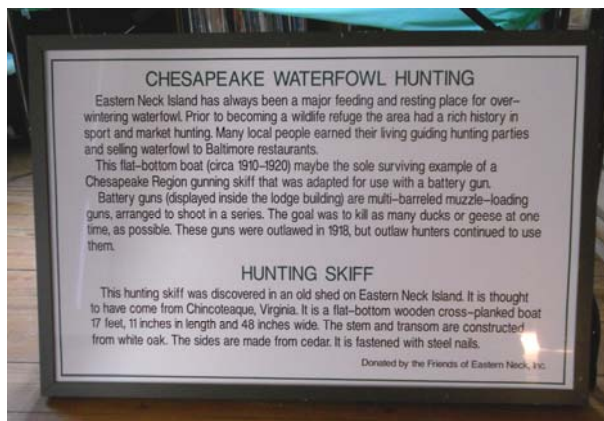 CHESAPEAKE WATERFOWL HUNTING
Eastern Neck Island has always been a major feeding and resting place for over-
wintering waterfowl. Prior to becoming a wildlife refuge the area had a rich history in
sport and market hunting. Many local people earned their living guiding hunting parties
and selling waterfowl to Baltimore restaurants.
This flat-bottom boat (circa 1910-1920) maybe the sole surviving example of a
Chesapeake Region gunning skiff that was adapted for use with a battery gun.
Battery guns (displayed inside the lodge building) are multi-barreled muzzle-loading
guns, arranged to shoot in a series. The goal was to kill as many ducks or geese at one
time, as possible. These guns were outlawed in 1918, but outlaw hunters continued to use
them.
HUNTING SKIFF
This hunting skiff was discovered in an old shed on Eastern Neck Island. It is thought
to have come from Chincoteaque, Virginia. It is a flat-bottom wooden cross-planked boat
17 feet, 11 inches in length and 48 inches wide. The stem and transom are constructed
from white oak. The sides are made from cedar. It is fastened with steel nails.
Donated by the Friends of Eastern Neck, Inc.